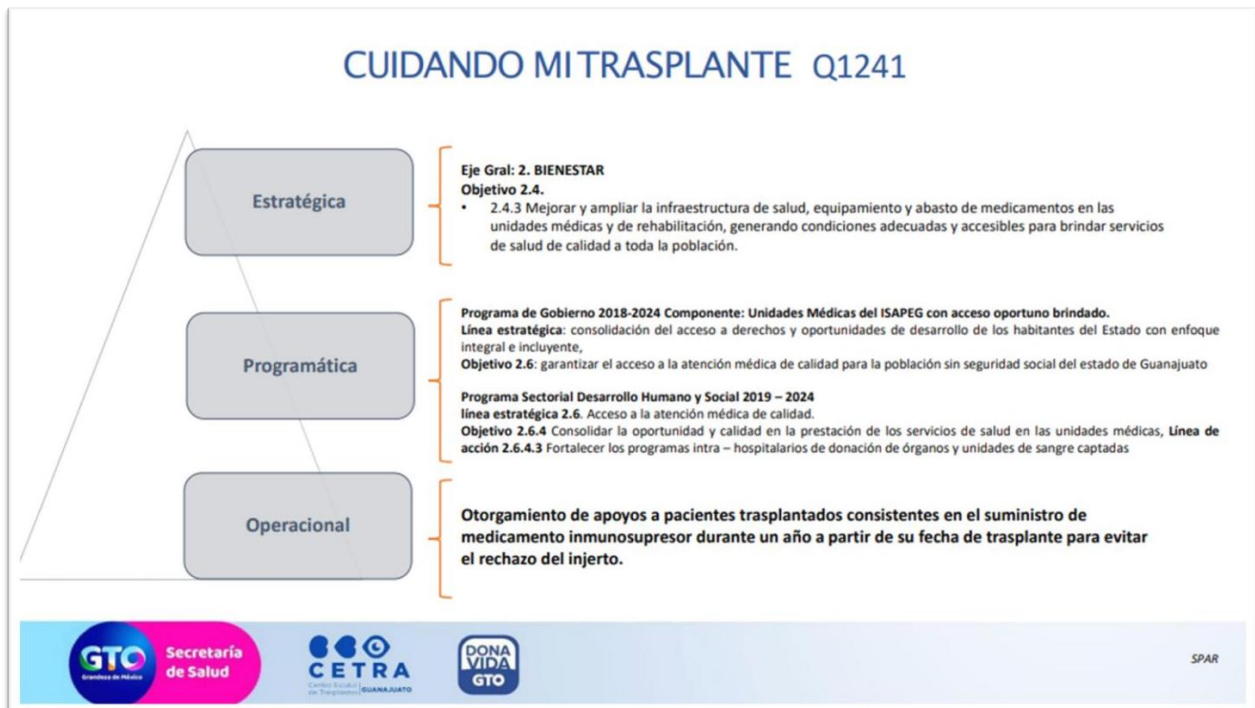 CUIDANDO MI TRASPLANTE Q1241
Estratégica
Eje Gral: 2. BIENESTAR
Objetivo 2.4.
• 2.4.3 Mejorar y ampliar la infraestructura de salud, equipamiento y abasto de medicamentos en las
unidades médicas y de rehabilitación, generando condiciones adecuadas y accesibles para brindar servicios
de salud de calidad a toda la población.
Programática
Programa de Gobierno 2018-2024 Componente: Unidades Médicas del ISAPEG con acceso oportuno brindado.
Línea estratégica: consolidación del acceso a derechos y oportunidades de desarrollo de los habitantes del Estado con enfoque
integral e incluyente,
Objetivo 2.6: garantizar el acceso a la atención médica de calidad para la población sin seguridad social del estado de Guanajuato
Programa Sectorial Desarrollo Humano y Social 2019 – 2024
línea estratégica 2.6. Acceso a la atención médica de calidad.
Objetivo 2.6.4 Consolidar la oportunidad y calidad en la prestación de los servicios de salud en las unidades médicas, Línea de
acción 2.6.4.3 Fortalecer los programas intra – hospitalarios de donación de órganos y unidades de sangre captadas
Operacional
Otorgamiento de apoyos a pacientes trasplantados consistentes en el suministro de
medicamento inmunosupresor durante un año a partir de su fecha de trasplante para evitar
el rechazo del injerto.
GTO
Grandeza de México
Secretaría
de Salud
CETRA
Centro Estatal
de Trasplantes
GUANAJUATO
DONA
VIDA
GTO
SPAR